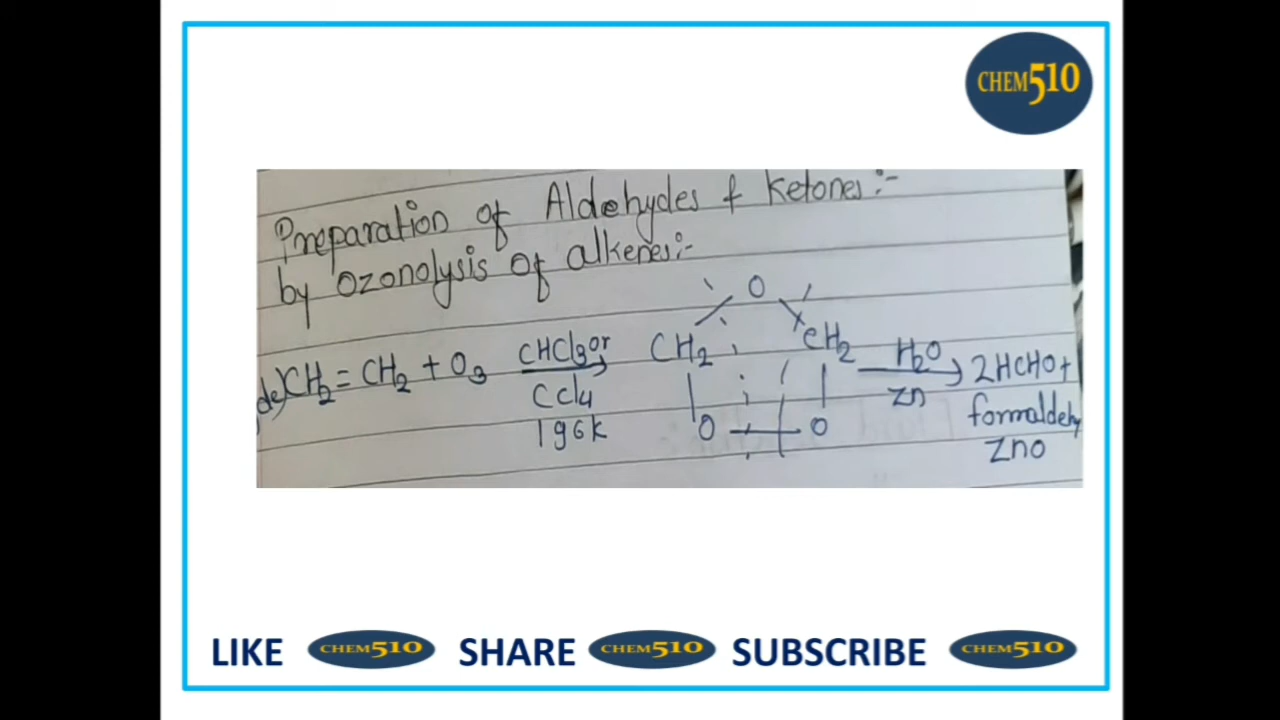 CHEM510
Preparation of Aldehydes & Ketones:-
by ozonolysis of alkenes:-
CH2 = CH2 + O3 CHCl3 or CCl4 196K CH2 O CH2 O O H2O Zn 2HCHO +
formaldehy
ZnO
LIKE CHEM510 SHARE CHEM510 SUBSCRIBE CHEM510